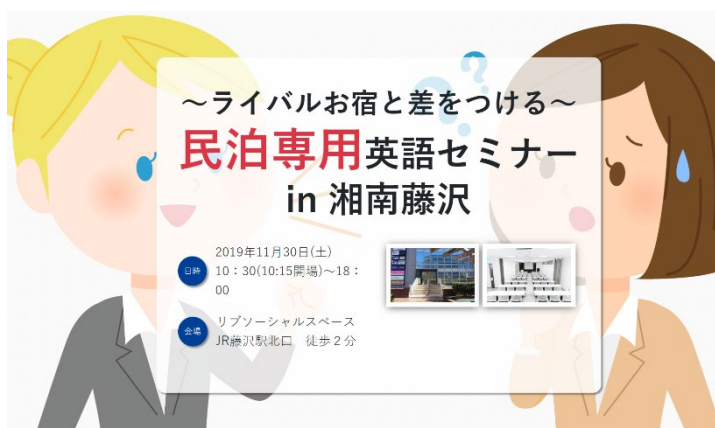 ～ライバルお宿と差をつける～
民泊専用英語セミナー
in 湘南藤沢
日時
2019年11月30日(土)
10：30(10:15開場)～18：
00
会場
リブソーシャルスペース
JR藤沢駅北口　徒歩２分